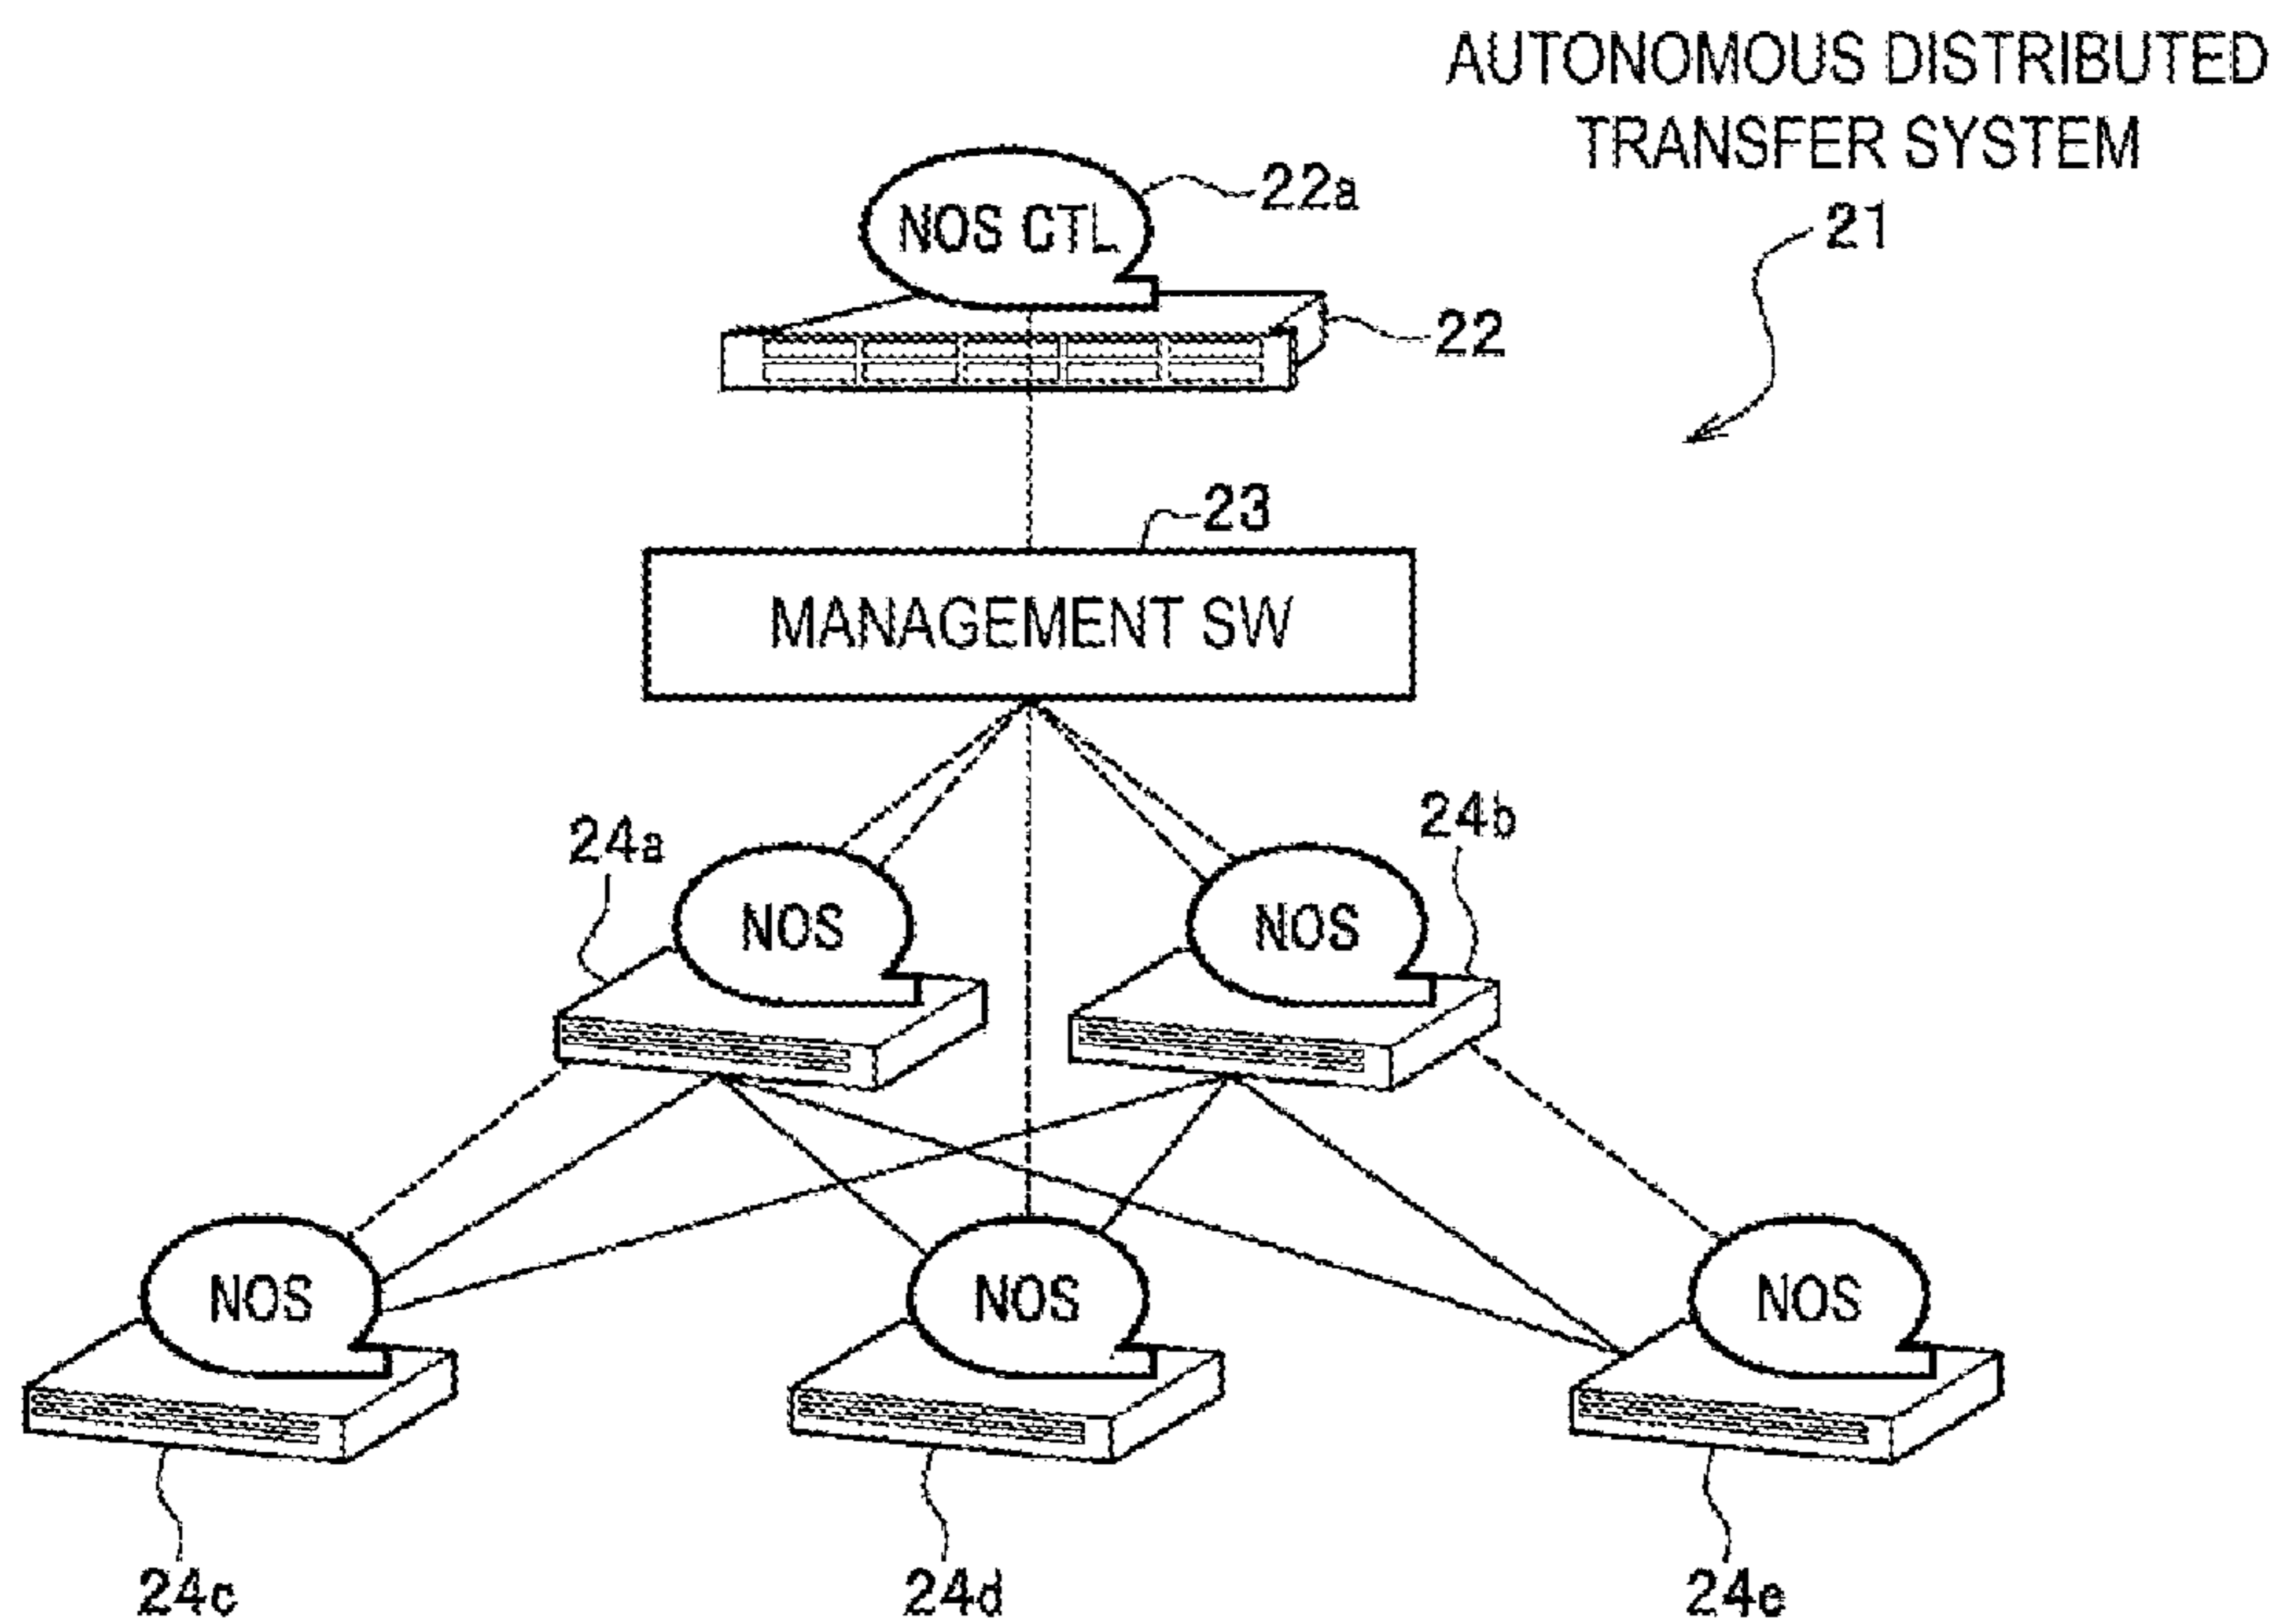 AUTONOMOUS DISTRIBUTED
TRANSFER SYSTEM
22a
21
NOS CTL
22
23
MANAGEMENT SW
24a
24b
NOS
NOS
NOS
NOS
NOS
24c
24d
24e